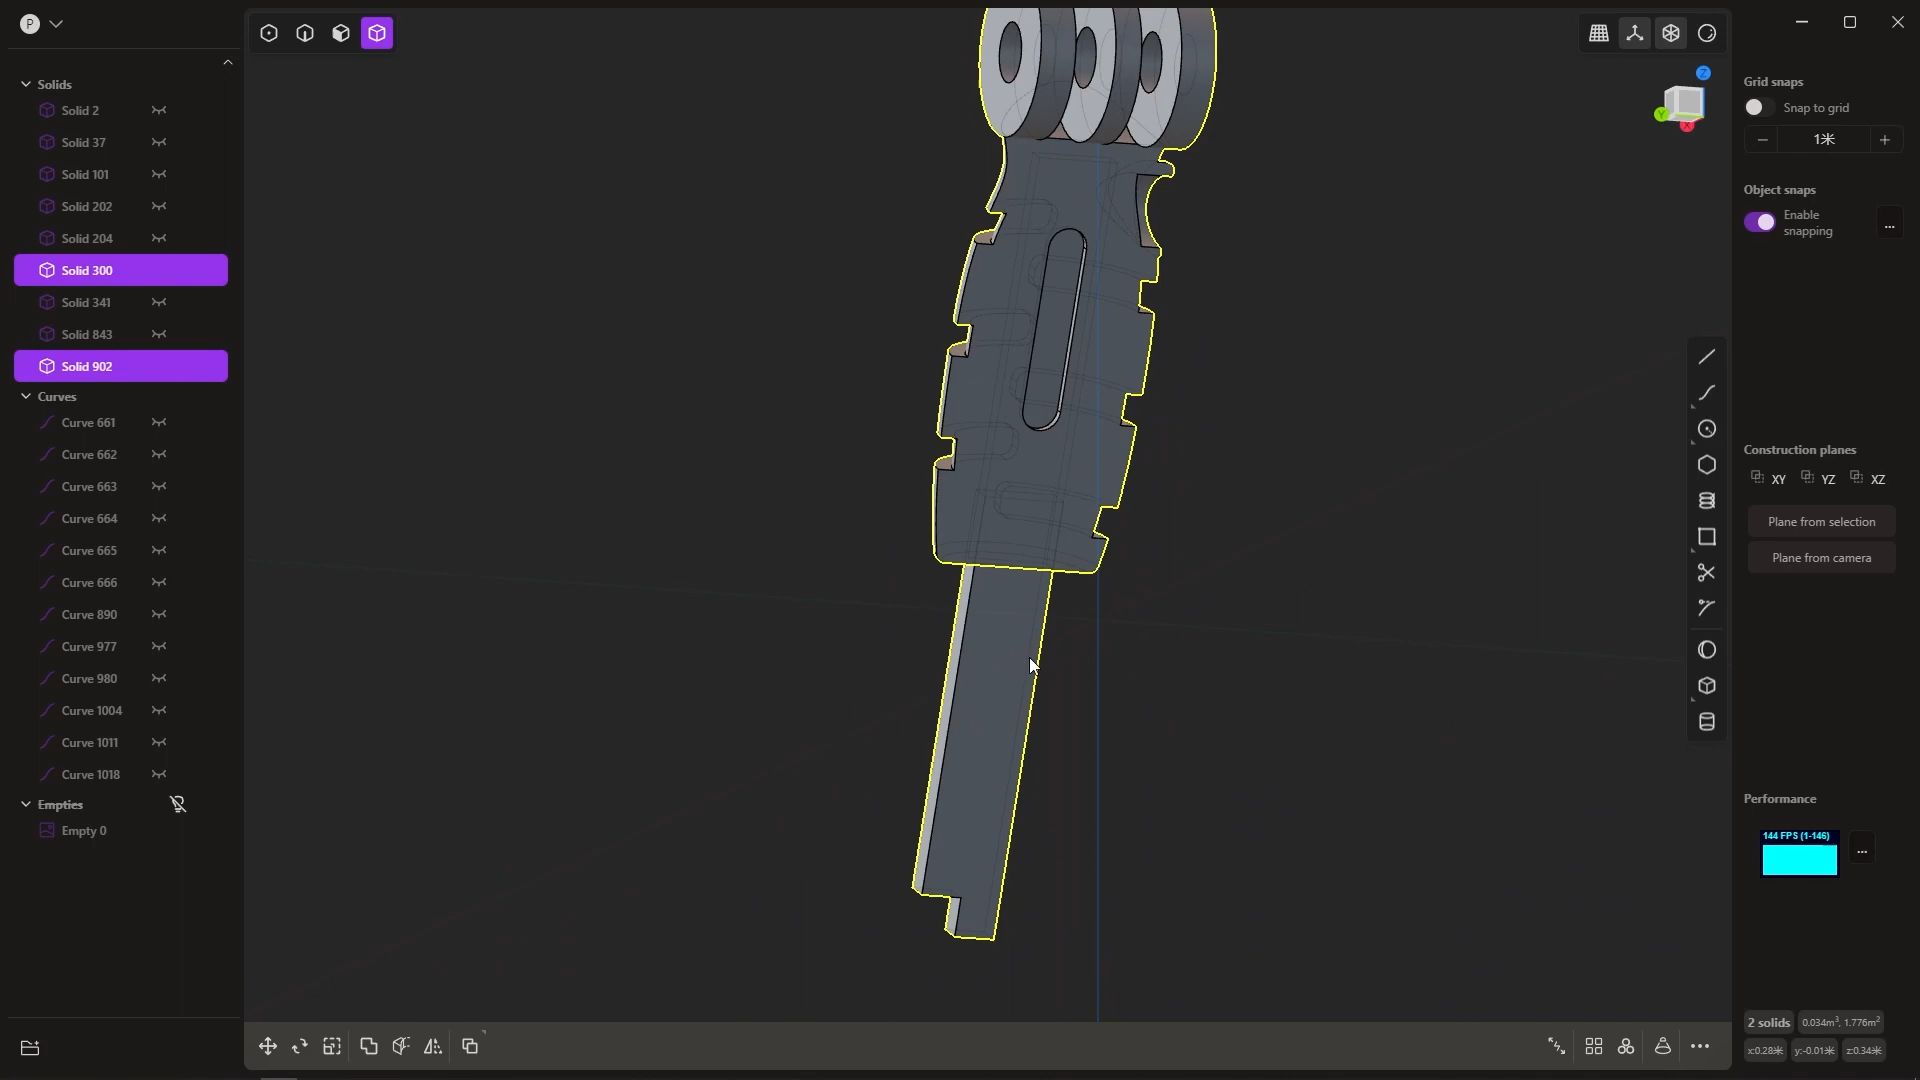 P
Solids
Solid 2
Solid 37
Solid 101
Solid 202
Solid 204
Solid 300
Solid 341
Solid 843
Solid 902
Curves
Curve 661
Curve 662
Curve 663
Curve 664
Curve 665
Curve 666
Curve 890
Curve 977
Curve 980
Curve 1004
Curve 1011
Curve 1018
Empties
Empty 0
Z
Y
X
Grid snaps
Snap to grid
1米
Object snaps
Enable
snapping
...
Construction planes
XY YZ XZ
Plane from selection
Plane from camera
Performance
144 FPS (1-146)
...
2 solids 0.034m³, 1.776m²
x:0.28米 y:-0.01米 z:0.34米